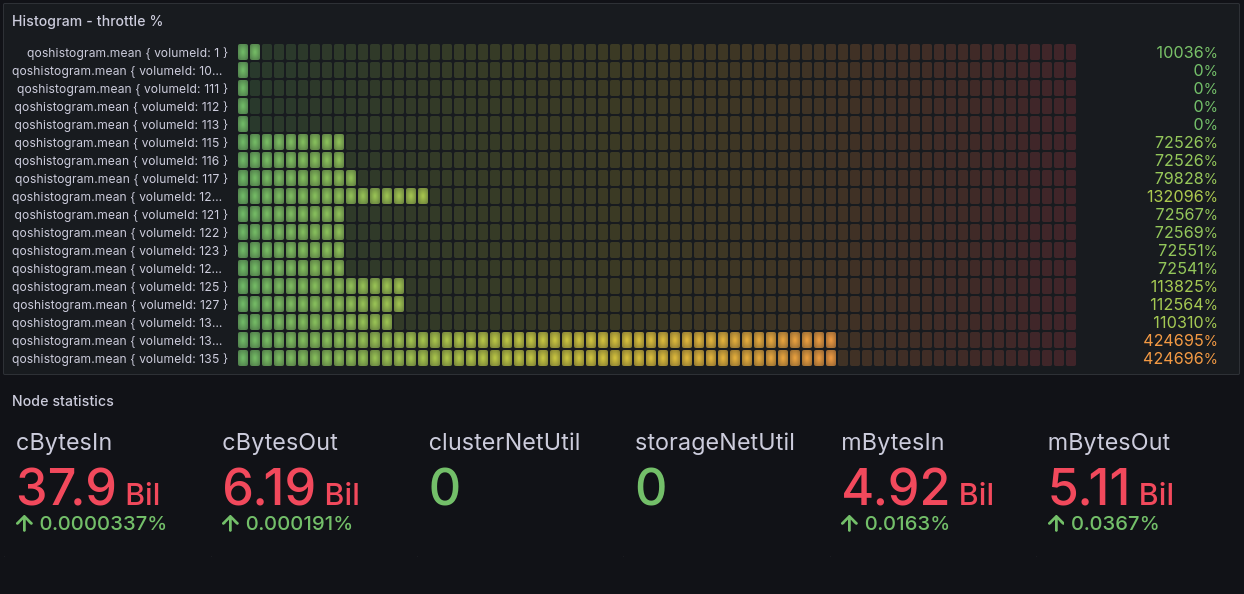 Histogram - throttle %
qoshistogram.mean { volumeId: 1 } 10036%
qoshistogram.mean { volumeId: 10... 0%
qoshistogram.mean { volumeId: 111 } 0%
qoshistogram.mean { volumeId: 112 } 0%
qoshistogram.mean { volumeId: 113 } 0%
qoshistogram.mean { volumeId: 115 } 72526%
qoshistogram.mean { volumeId: 116 } 72526%
qoshistogram.mean { volumeId: 117 } 79828%
qoshistogram.mean { volumeId: 12... 132096%
qoshistogram.mean { volumeId: 121 } 72567%
qoshistogram.mean { volumeId: 122 } 72569%
qoshistogram.mean { volumeId: 123 } 72551%
qoshistogram.mean { volumeId: 12... 72541%
qoshistogram.mean { volumeId: 125 } 113825%
qoshistogram.mean { volumeId: 127 } 112564%
qoshistogram.mean { volumeId: 13... 110310%
qoshistogram.mean { volumeId: 13... 424695%
qoshistogram.mean { volumeId: 135 } 424696%
Node statistics
cBytesIn cBytesOut clusterNetUtil storageNetUtil mBytesIn mBytesOut
37.9 Bil 6.19 Bil 0 0 4.92 Bil 5.11 Bil
↑ 0.0000337% ↑ 0.000191% ↑ 0.0163% ↑ 0.0367%